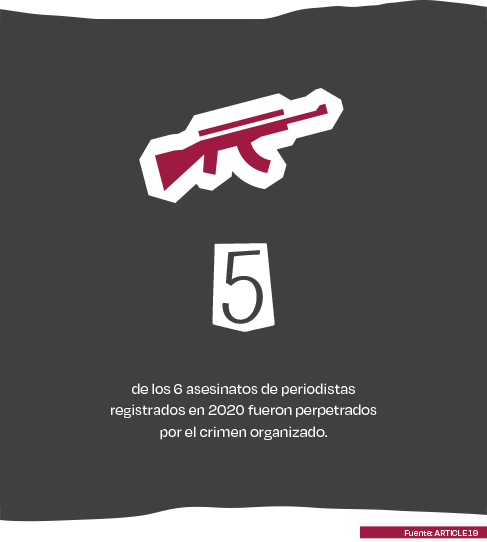 5
de los 6 asesinatos de periodistas
registrados en 2020 fueron perpetrados
por el crimen organizado.
Fuente: ARTICLE19